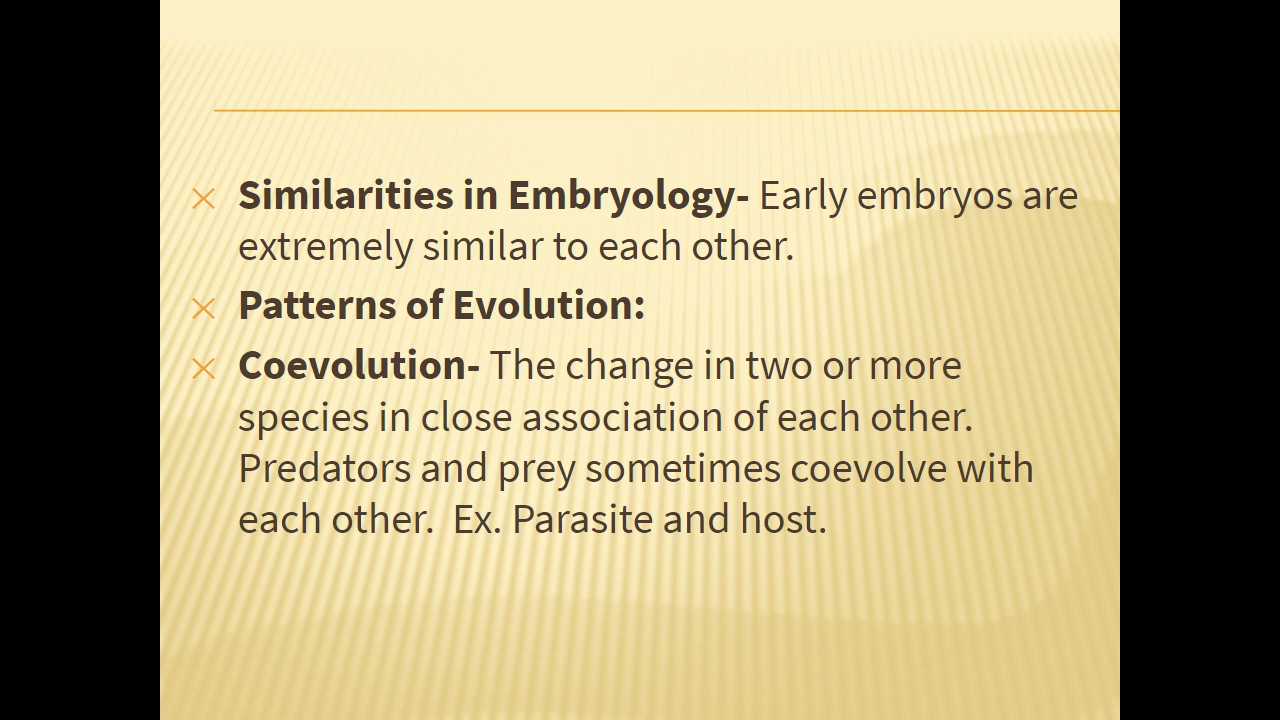 Similarities in Embryology- Early embryos are
extremely similar to each other.
Patterns of Evolution:
Coevolution- The change in two or more
species in close association of each other.
Predators and prey sometimes coevolve with
each other.  Ex. Parasite and host.